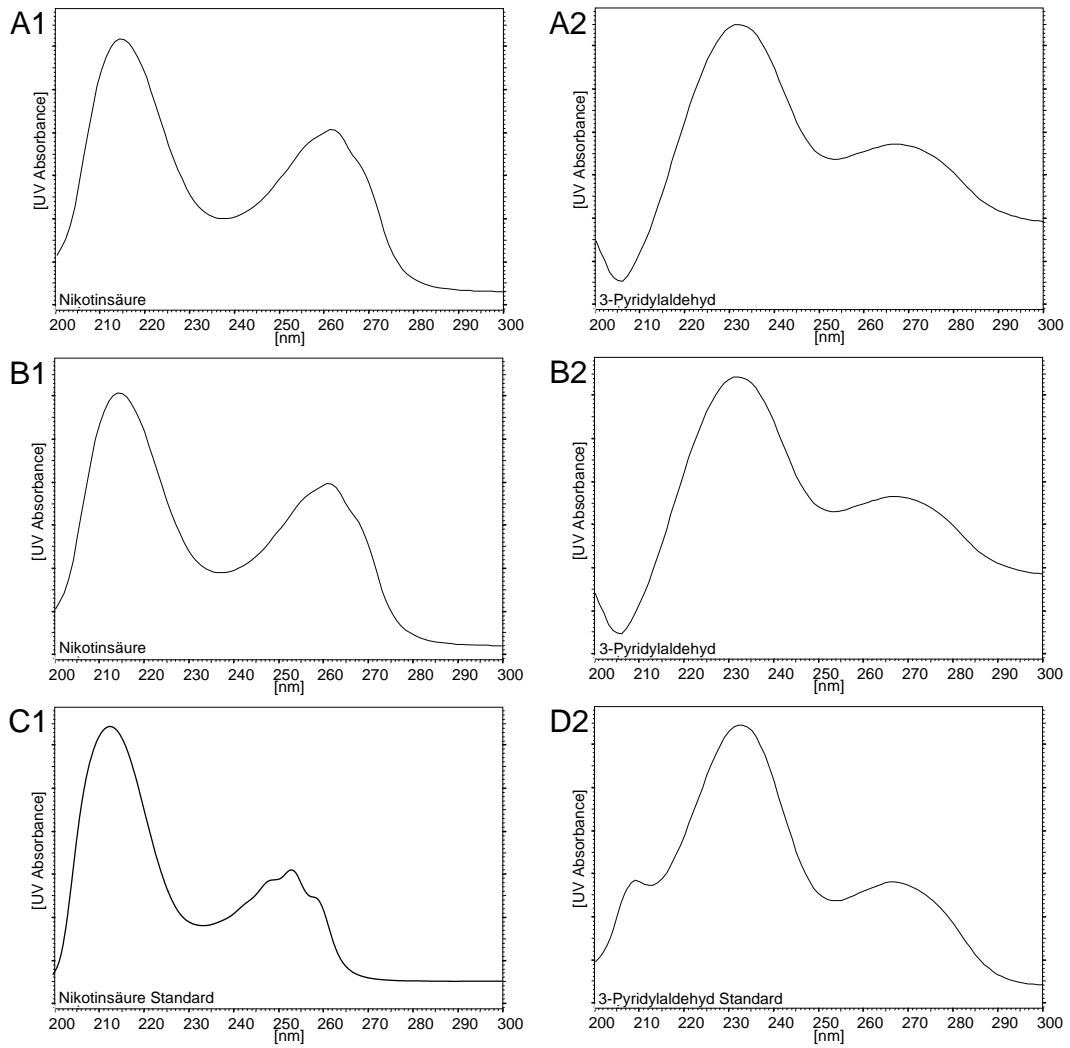 A1
[UV Absorbance]
Nikotinsäure
200 210 220 230 240 250 260 270 280 290 300
[nm]
A2
[UV Absorbance]
3-Pyridylaldehyd
200 210 220 230 240 250 260 270 280 290 300
[nm]
B1
[UV Absorbance]
Nikotinsäure
200 210 220 230 240 250 260 270 280 290 300
[nm]
B2
[UV Absorbance]
3-Pyridylaldehyd
200 210 220 230 240 250 260 270 280 290 300
[nm]
C1
[UV Absorbance]
Nikotinsäure Standard
200 210 220 230 240 250 260 270 280 290 300
[nm]
D2
[UV Absorbance]
3-Pyridylaldehyd Standard
200 210 220 230 240 250 260 270 280 290 300
[nm]